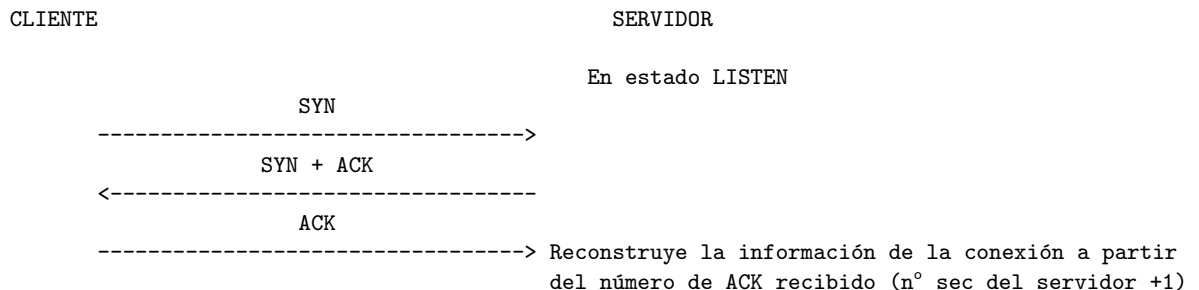 CLIENTE SERVIDOR
En estado LISTEN
SYN
---------------------------------->
SYN + ACK
<----------------------------------
ACK
----------------------------------> Reconstruye la información de la conexión a partir
del número de ACK recibido (nº sec del servidor +1)